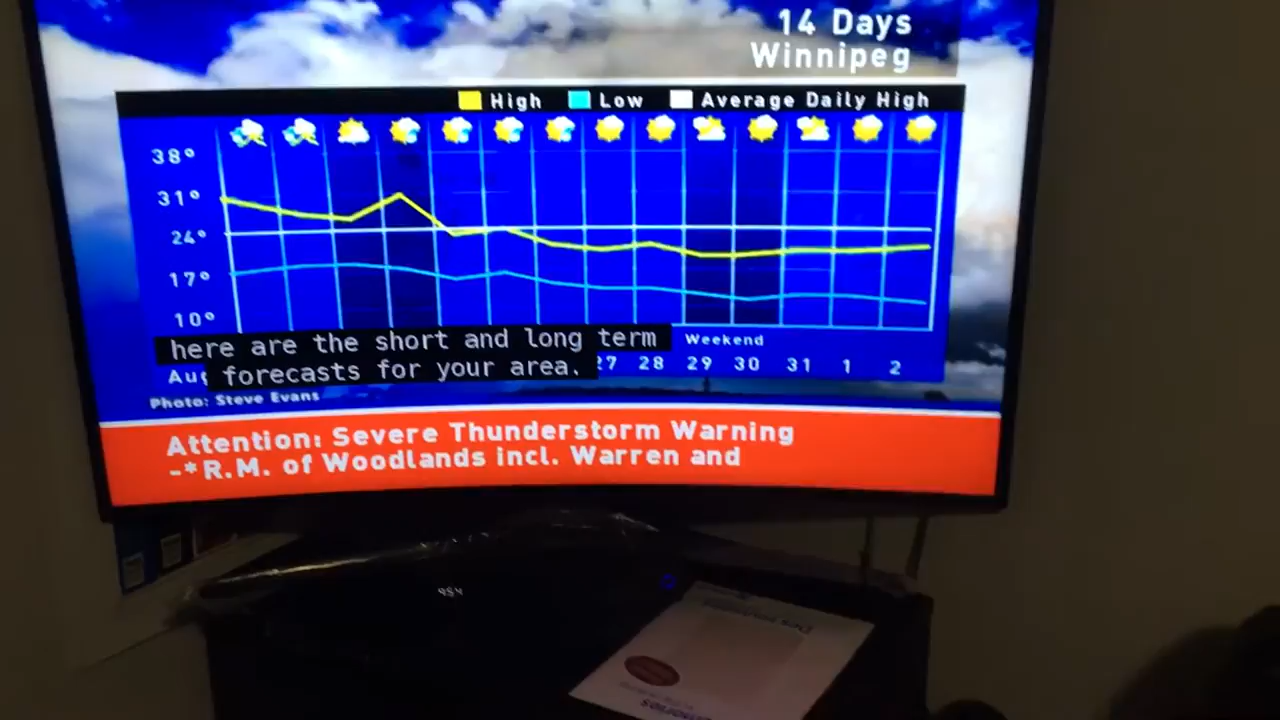 14 Days
Winnipeg
High Low Average Daily High
38°
31°
24°
17°
10°
here are the short and long term
forecasts for your area.
Weekend
Aug 27 28 29 30 31 1 2
Photo: Steve Evans
Attention: Severe Thunderstorm Warning
-*R.M. of Woodlands incl. Warren and